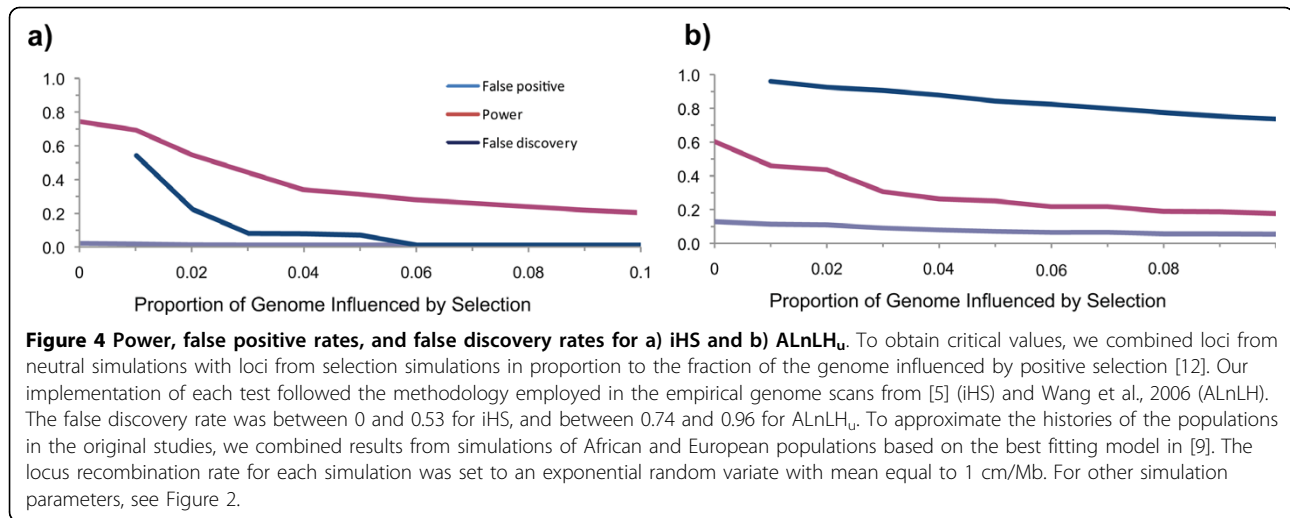 a)
1.0
0.8
0.6
0.4
0.2
0.0
0
0.02
0.04
0.06
0.08
0.1
Proportion of Genome Influenced by Selection
False positive
Power
False discovery
b)
1.0
0.8
0.6
0.4
0.2
0.0
0
0.02
0.04
0.06
0.08
Proportion of Genome Influenced by Selection
Figure 4 Power, false positive rates, and false discovery rates for a) iHS and b) ALnLHu. To obtain critical values, we combined loci from
neutral simulations with loci from selection simulations in proportion to the fraction of the genome influenced by positive selection [12]. Our
implementation of each test followed the methodology employed in the empirical genome scans from [5] (iHS) and Wang et al., 2006 (ALnLH).
The false discovery rate was between 0 and 0.53 for iHS, and between 0.74 and 0.96 for ALnLHu. To approximate the histories of the populations
in the original studies, we combined results from simulations of African and European populations based on the best fitting model in [9]. The
locus recombination rate for each simulation was set to an exponential random variate with mean equal to 1 cm/Mb. For other simulation
parameters, see Figure 2.